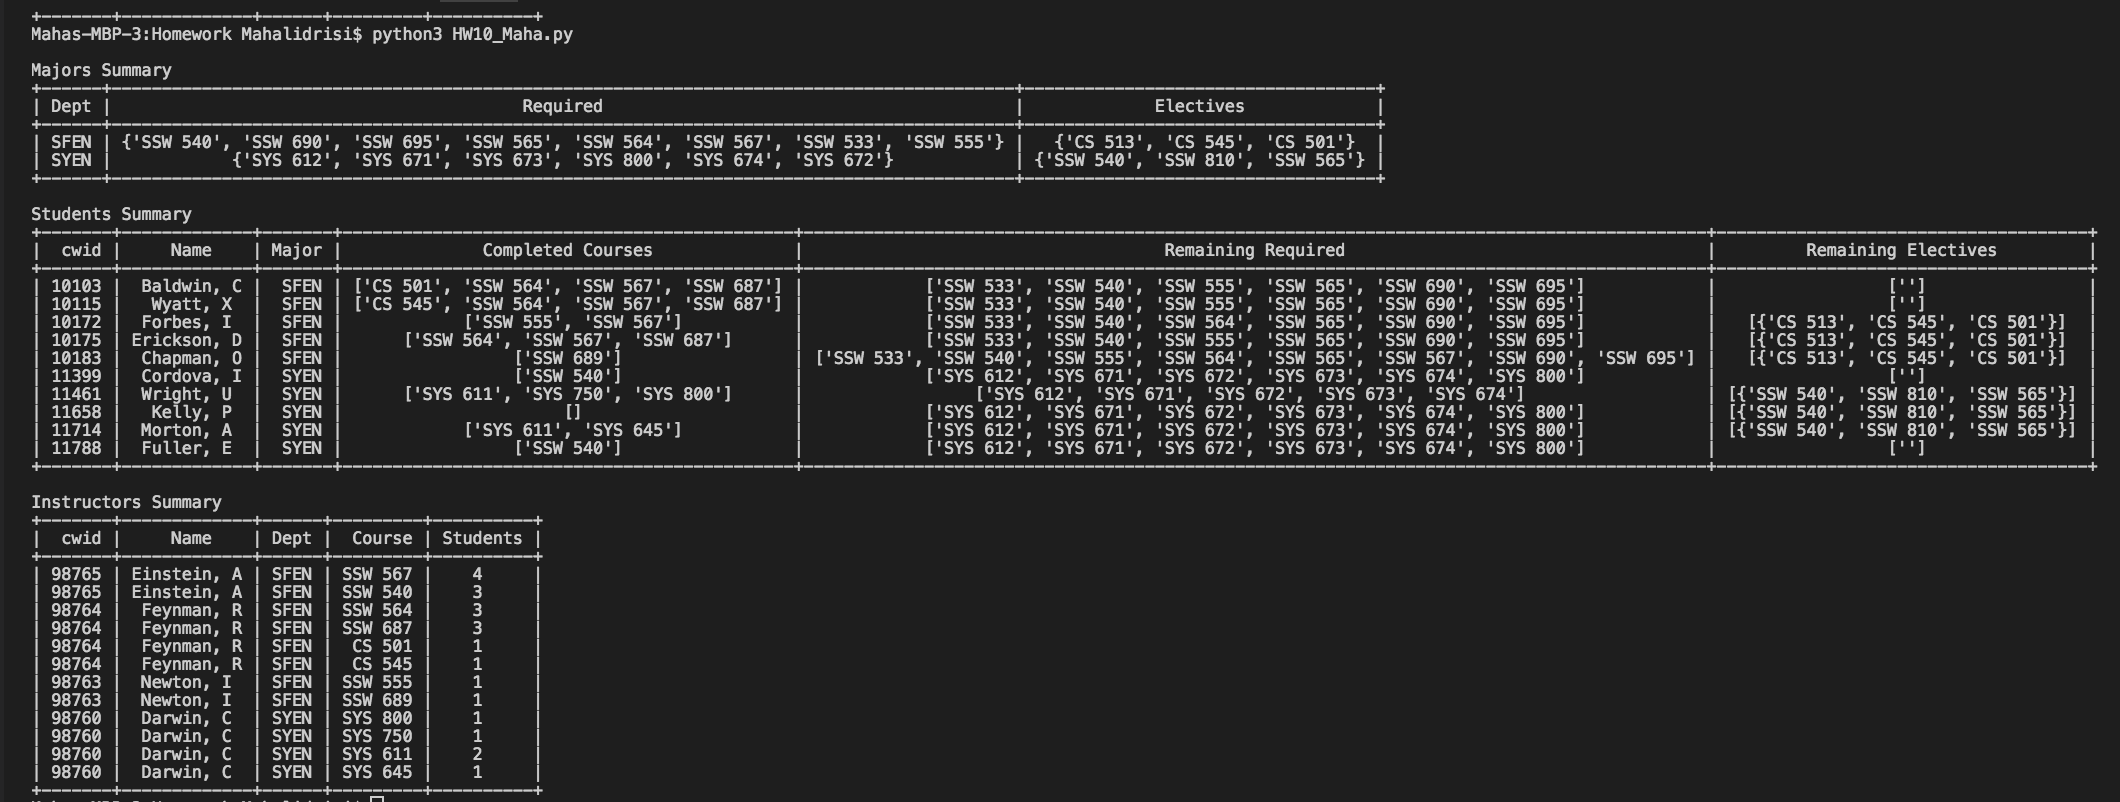 +-------+-------------+-------+---------+----------+
Mahas-MBP-3:Homework Mahalidrisi$ python3 HW10_Maha.py
Majors Summary
+------+------------------------------------------------------------------------------------------+-----------------------------------+
| Dept | Required | Electives |
+------+------------------------------------------------------------------------------------------+-----------------------------------+
| SFEN | {'SSW 540', 'SSW 690', 'SSW 695', 'SSW 565', 'SSW 564', 'SSW 567', 'SSW 533', 'SSW 555'} | {'CS 513', 'CS 545', 'CS 501'} |
| SYEN | {'SYS 612', 'SYS 671', 'SYS 673', 'SYS 800', 'SYS 674', 'SYS 672'} | {'SSW 540', 'SSW 810', 'SSW 565'} |
+------+------------------------------------------------------------------------------------------+-----------------------------------+
Students Summary
+-------+-------------+-------+---------------------------------------------+------------------------------------------------------------------------------------------+-------------------------------------+
| cwid | Name | Major | Completed Courses | Remaining Required | Remaining Electives |
+-------+-------------+-------+---------------------------------------------+------------------------------------------------------------------------------------------+-------------------------------------+
| 10103 | Baldwin, C | SFEN | ['CS 501', 'SSW 564', 'SSW 567', 'SSW 687'] | ['SSW 533', 'SSW 540', 'SSW 555', 'SSW 565', 'SSW 690', 'SSW 695'] | [''] |
| 10115 | Wyatt, X | SFEN | ['CS 545', 'SSW 564', 'SSW 567', 'SSW 687'] | ['SSW 533', 'SSW 540', 'SSW 555', 'SSW 565', 'SSW 690', 'SSW 695'] | [''] |
| 10172 | Forbes, I | SFEN | ['SSW 555', 'SSW 567'] | ['SSW 533', 'SSW 540', 'SSW 564', 'SSW 565', 'SSW 690', 'SSW 695'] | [{'CS 513', 'CS 545', 'CS 501'}] |
| 10175 | Erickson, D | SFEN | ['SSW 564', 'SSW 567', 'SSW 687'] | ['SSW 533', 'SSW 540', 'SSW 555', 'SSW 565', 'SSW 690', 'SSW 695'] | [{'CS 513', 'CS 545', 'CS 501'}] |
| 10183 | Chapman, O | SFEN | ['SSW 689'] | ['SSW 533', 'SSW 540', 'SSW 555', 'SSW 564', 'SSW 565', 'SSW 567', 'SSW 690', 'SSW 695'] | [{'CS 513', 'CS 545', 'CS 501'}] |
| 11399 | Cordova, I | SYEN | ['SSW 540'] | ['SYS 612', 'SYS 671', 'SYS 672', 'SYS 673', 'SYS 674', 'SYS 800'] | [''] |
| 11461 | Wright, U | SYEN | ['SYS 611', 'SYS 750', 'SYS 800'] | ['SYS 612', 'SYS 671', 'SYS 672', 'SYS 673', 'SYS 674'] | [{'SSW 540', 'SSW 810', 'SSW 565'}] |
| 11658 | Kelly, P | SYEN | [] | ['SYS 612', 'SYS 671', 'SYS 672', 'SYS 673', 'SYS 674', 'SYS 800'] | [{'SSW 540', 'SSW 810', 'SSW 565'}] |
| 11714 | Morton, A | SYEN | ['SYS 611', 'SYS 645'] | ['SYS 612', 'SYS 671', 'SYS 672', 'SYS 673', 'SYS 674', 'SYS 800'] | [{'SSW 540', 'SSW 810', 'SSW 565'}] |
| 11788 | Fuller, E | SYEN | ['SSW 540'] | ['SYS 612', 'SYS 671', 'SYS 672', 'SYS 673', 'SYS 674', 'SYS 800'] | [''] |
+-------+-------------+-------+---------------------------------------------+------------------------------------------------------------------------------------------+-------------------------------------+
Instructors Summary
+-------+-------------+------+---------+----------+
| cwid | Name | Dept | Course | Students |
+-------+-------------+------+---------+----------+
| 98765 | Einstein, A | SFEN | SSW 567 | 4 |
| 98765 | Einstein, A | SFEN | SSW 540 | 3 |
| 98764 | Feynman, R | SFEN | SSW 564 | 3 |
| 98764 | Feynman, R | SFEN | SSW 687 | 3 |
| 98764 | Feynman, R | SFEN | CS 501 | 1 |
| 98764 | Feynman, R | SFEN | CS 545 | 1 |
| 98763 | Newton, I | SFEN | SSW 555 | 1 |
| 98763 | Newton, I | SFEN | SSW 689 | 1 |
| 98760 | Darwin, C | SYEN | SYS 800 | 1 |
| 98760 | Darwin, C | SYEN | SYS 750 | 1 |
| 98760 | Darwin, C | SYEN | SYS 611 | 2 |
| 98760 | Darwin, C | SYEN | SYS 645 | 1 |
+-------+-------------+------+---------+----------+